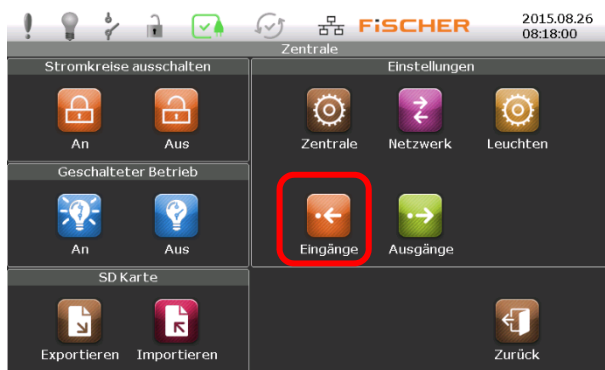 FiSCHER
2015.08.26
08:18:00
Zentrale
Stromkreise ausschalten
An
Aus
Geschalteter Betrieb
An
Aus
SD Karte
Exportieren
Importieren
Einstellungen
Zentrale
Netzwerk
Leuchten
Eingänge
Ausgänge
Zurück